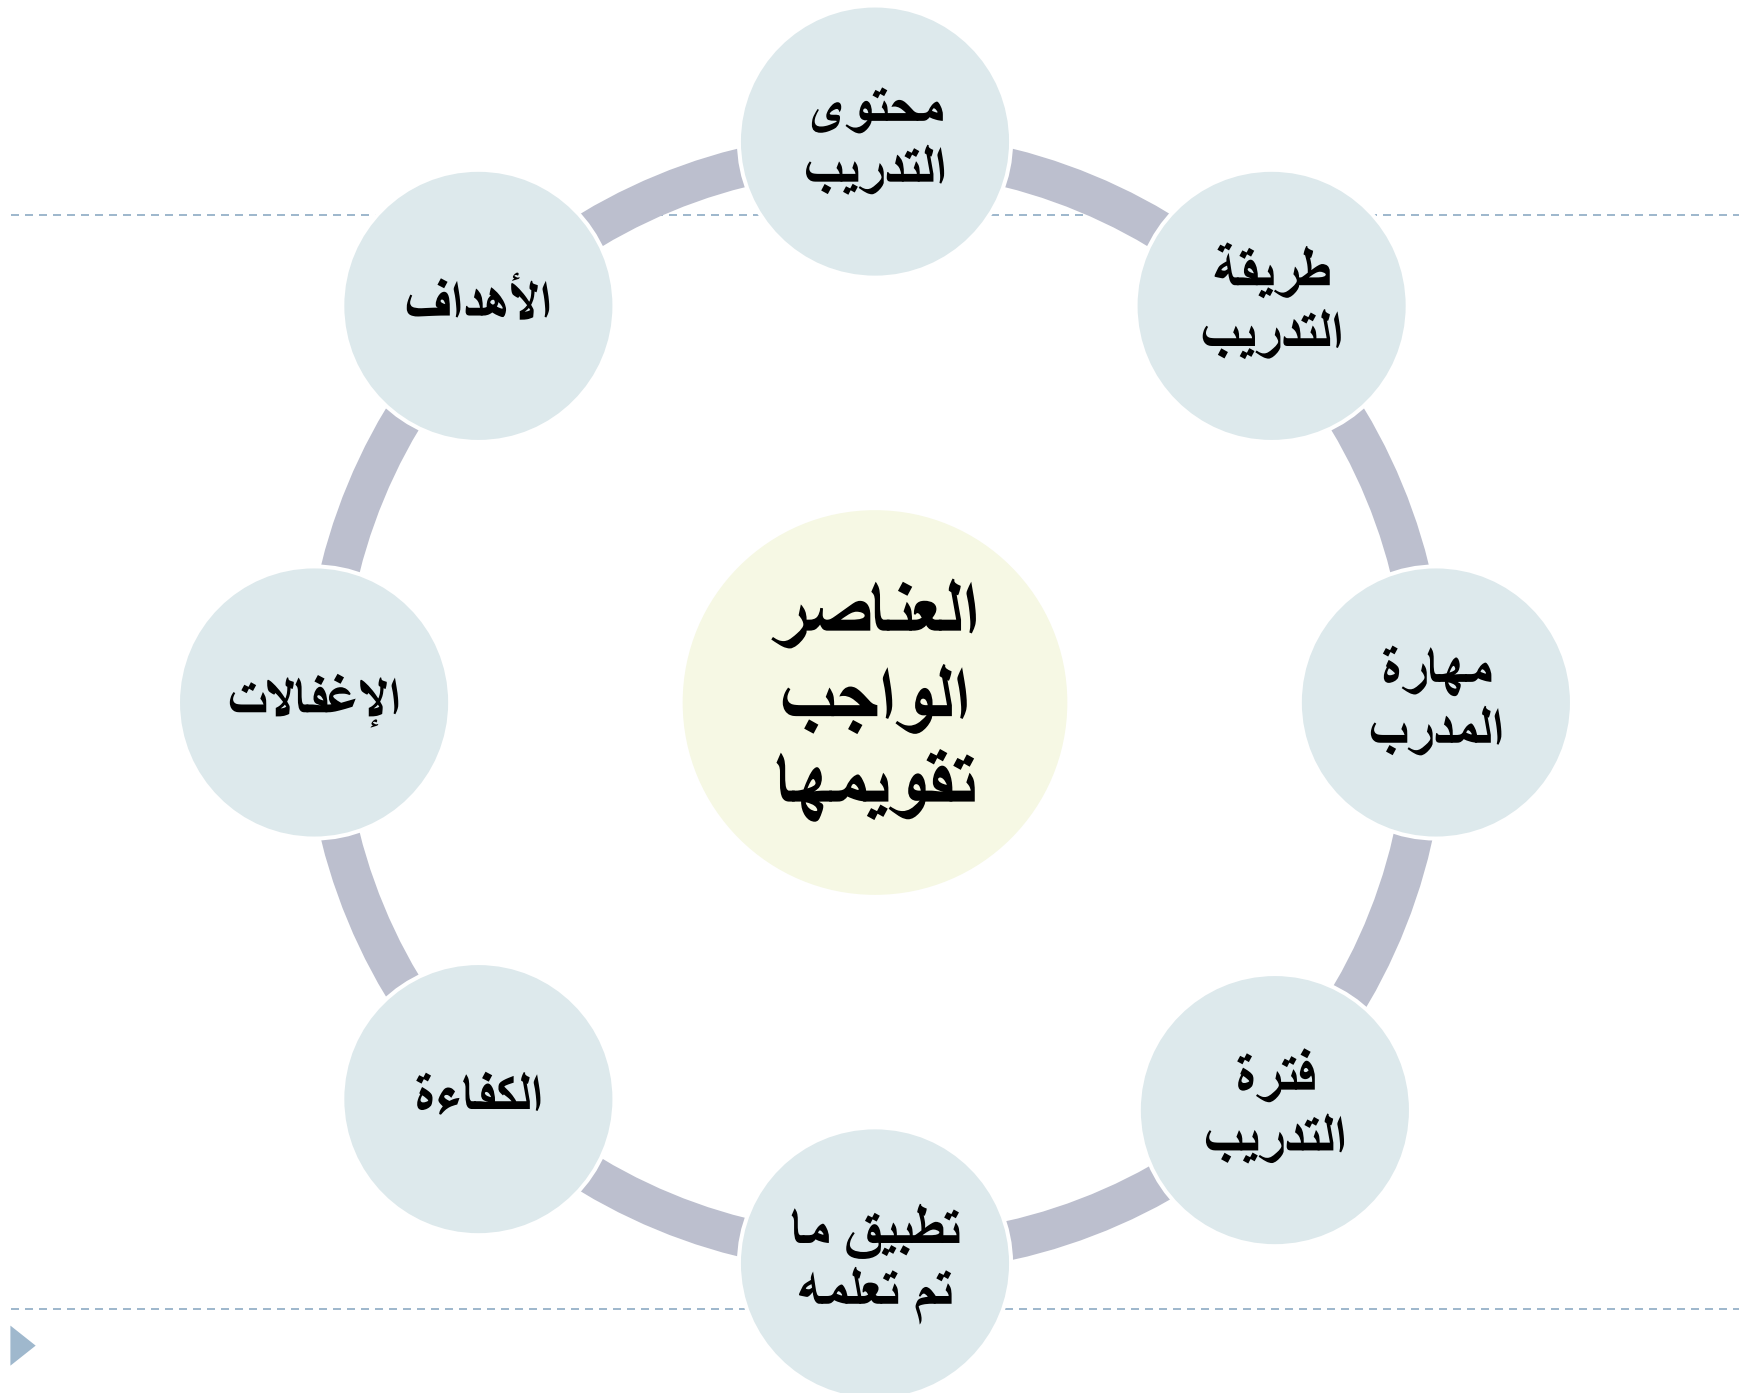 محتوى
التدريب
طريقة
التدريب
مهارة
المدرب
فترة
التدريب
تطبيق ما
تم تعلمه
الكفاءة
الإغفالات
الأهداف
العناصر
الواجب
تقويمها